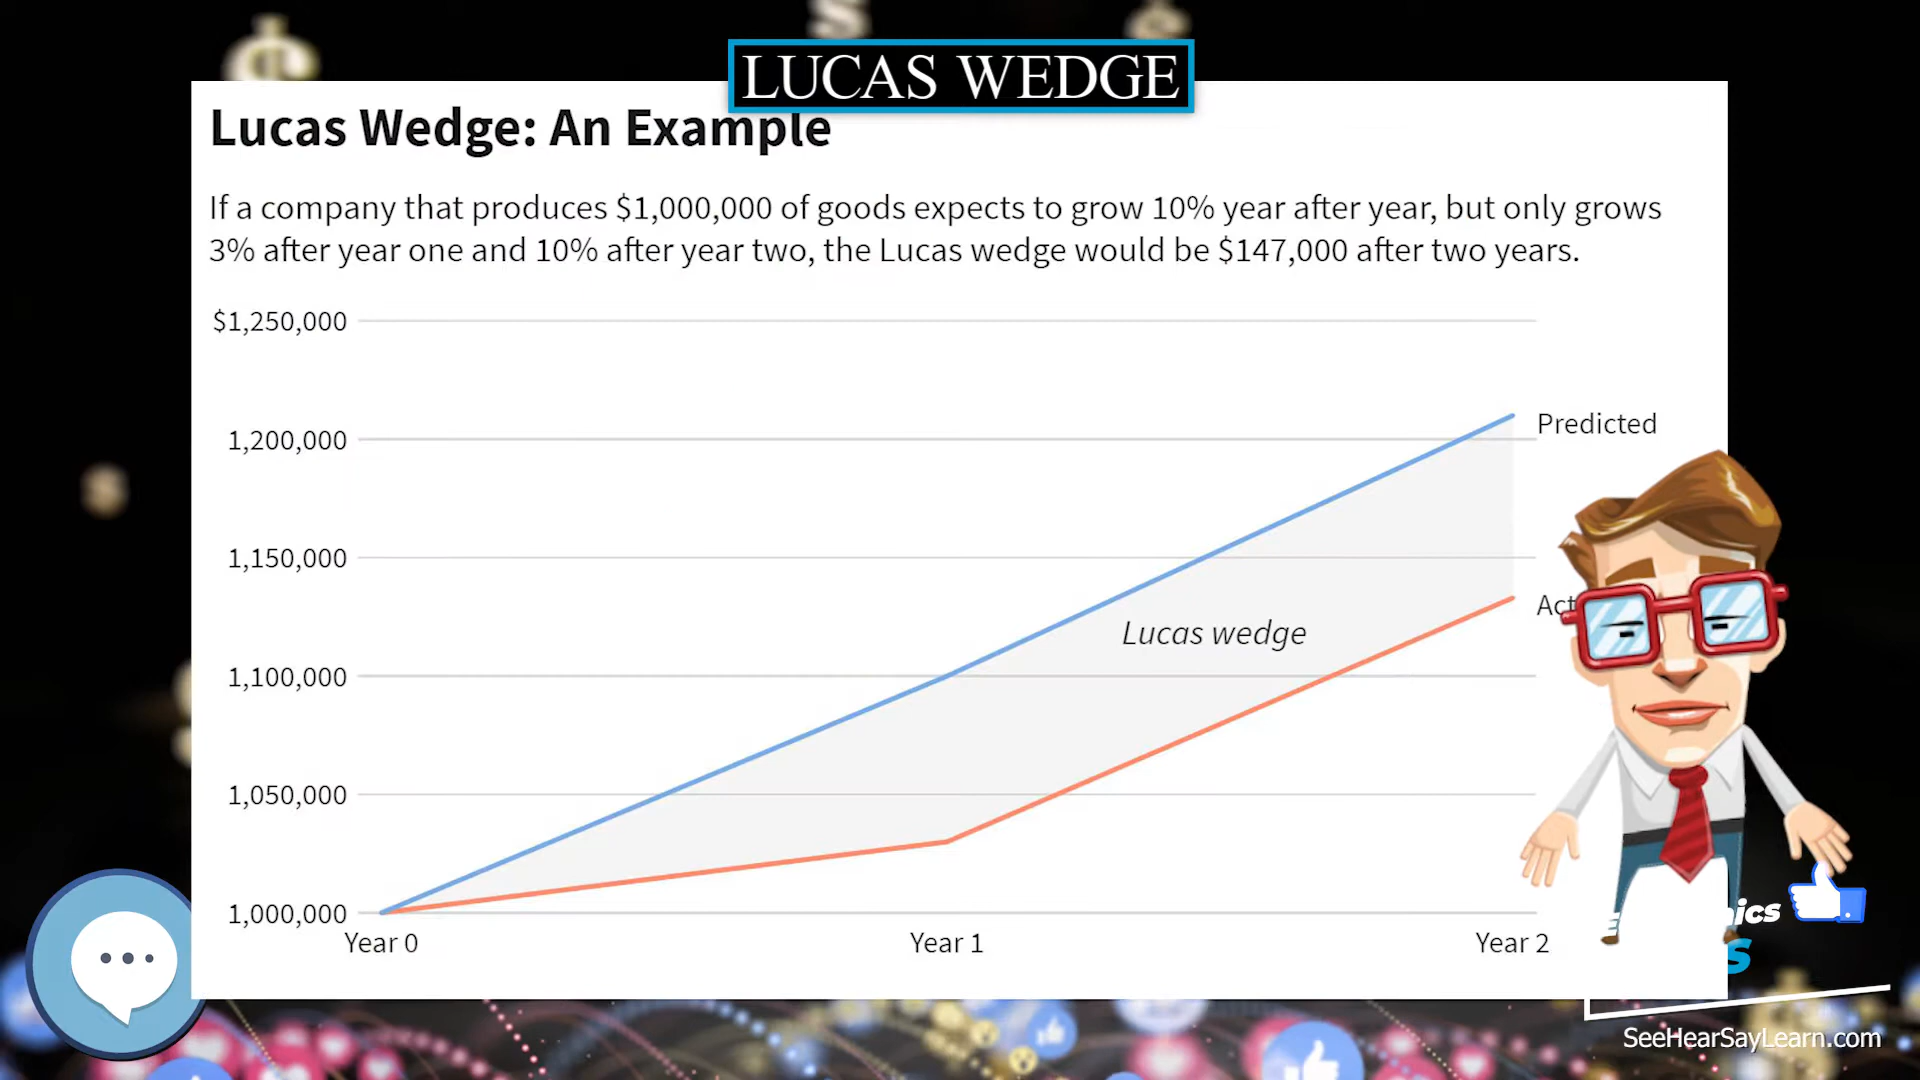 LUCAS WEDGE
Lucas Wedge: An Example
If a company that produces $1,000,000 of goods expects to grow 10% year after year, but only grows
3% after year one and 10% after year two, the Lucas wedge would be $147,000 after two years.
$1,250,000
Predicted
1,200,000
1,150,000
Lucas wedge
1,100,000
1,050,000
1,000,000
Year 0
Year 1
Year 2
SeeHearSayLearn.com